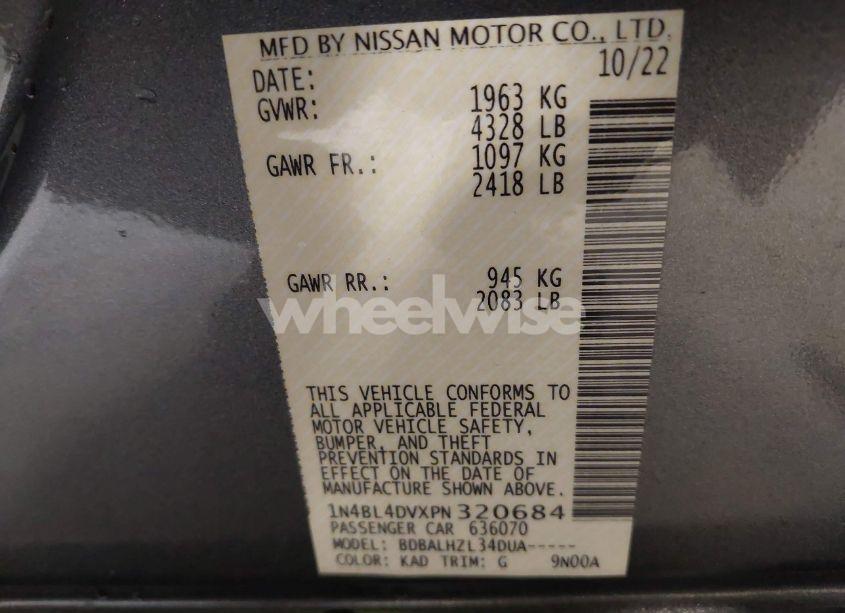 MFD BY NISSAN MOTOR CO., LTD.
DATE: 10/22
GVWR: 1963 KG
4328 LB
GAWR FR.: 1097 KG
2418 LB
GAWR RR.: 945 KG
2083 LB
wheelwise
THIS VEHICLE CONFORMS TO
ALL APPLICABLE FEDERAL
MOTOR VEHICLE SAFETY,
BUMPER, AND THEFT
PREVENTION STANDARDS IN
EFFECT ON THE DATE OF
MANUFACTURE SHOWN ABOVE.
1N4BL4DVXPN320684
PASSENGER CAR 636070
MODEL: BDBALHZL34DUA-----
COLOR: KAD TRIM: G 9N00A